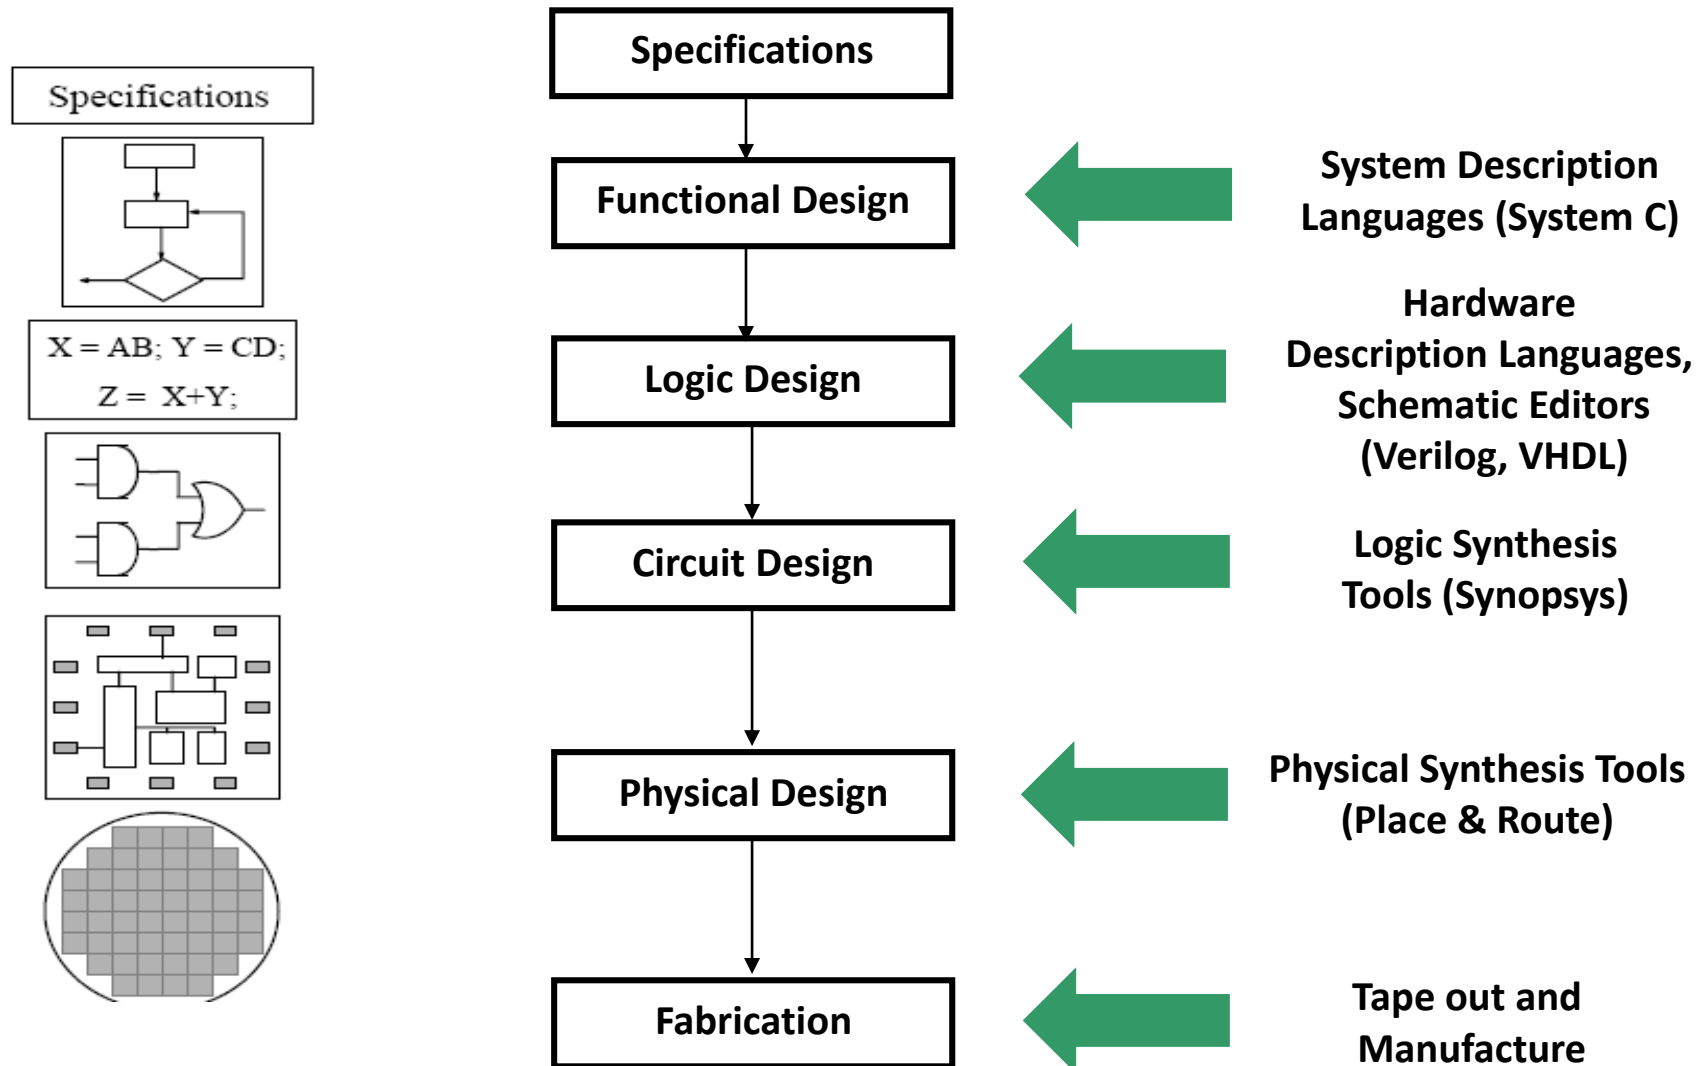 Specifications
X = AB; Y = CD;
Z = X+Y;
Specifications
Functional Design
Logic Design
Circuit Design
Physical Design
Fabrication
System Description
Languages (System C)
Hardware
Description Languages,
Schematic Editors
(Verilog, VHDL)
Logic Synthesis
Tools (Synopsys)
Physical Synthesis Tools
(Place & Route)
Tape out and
Manufacture